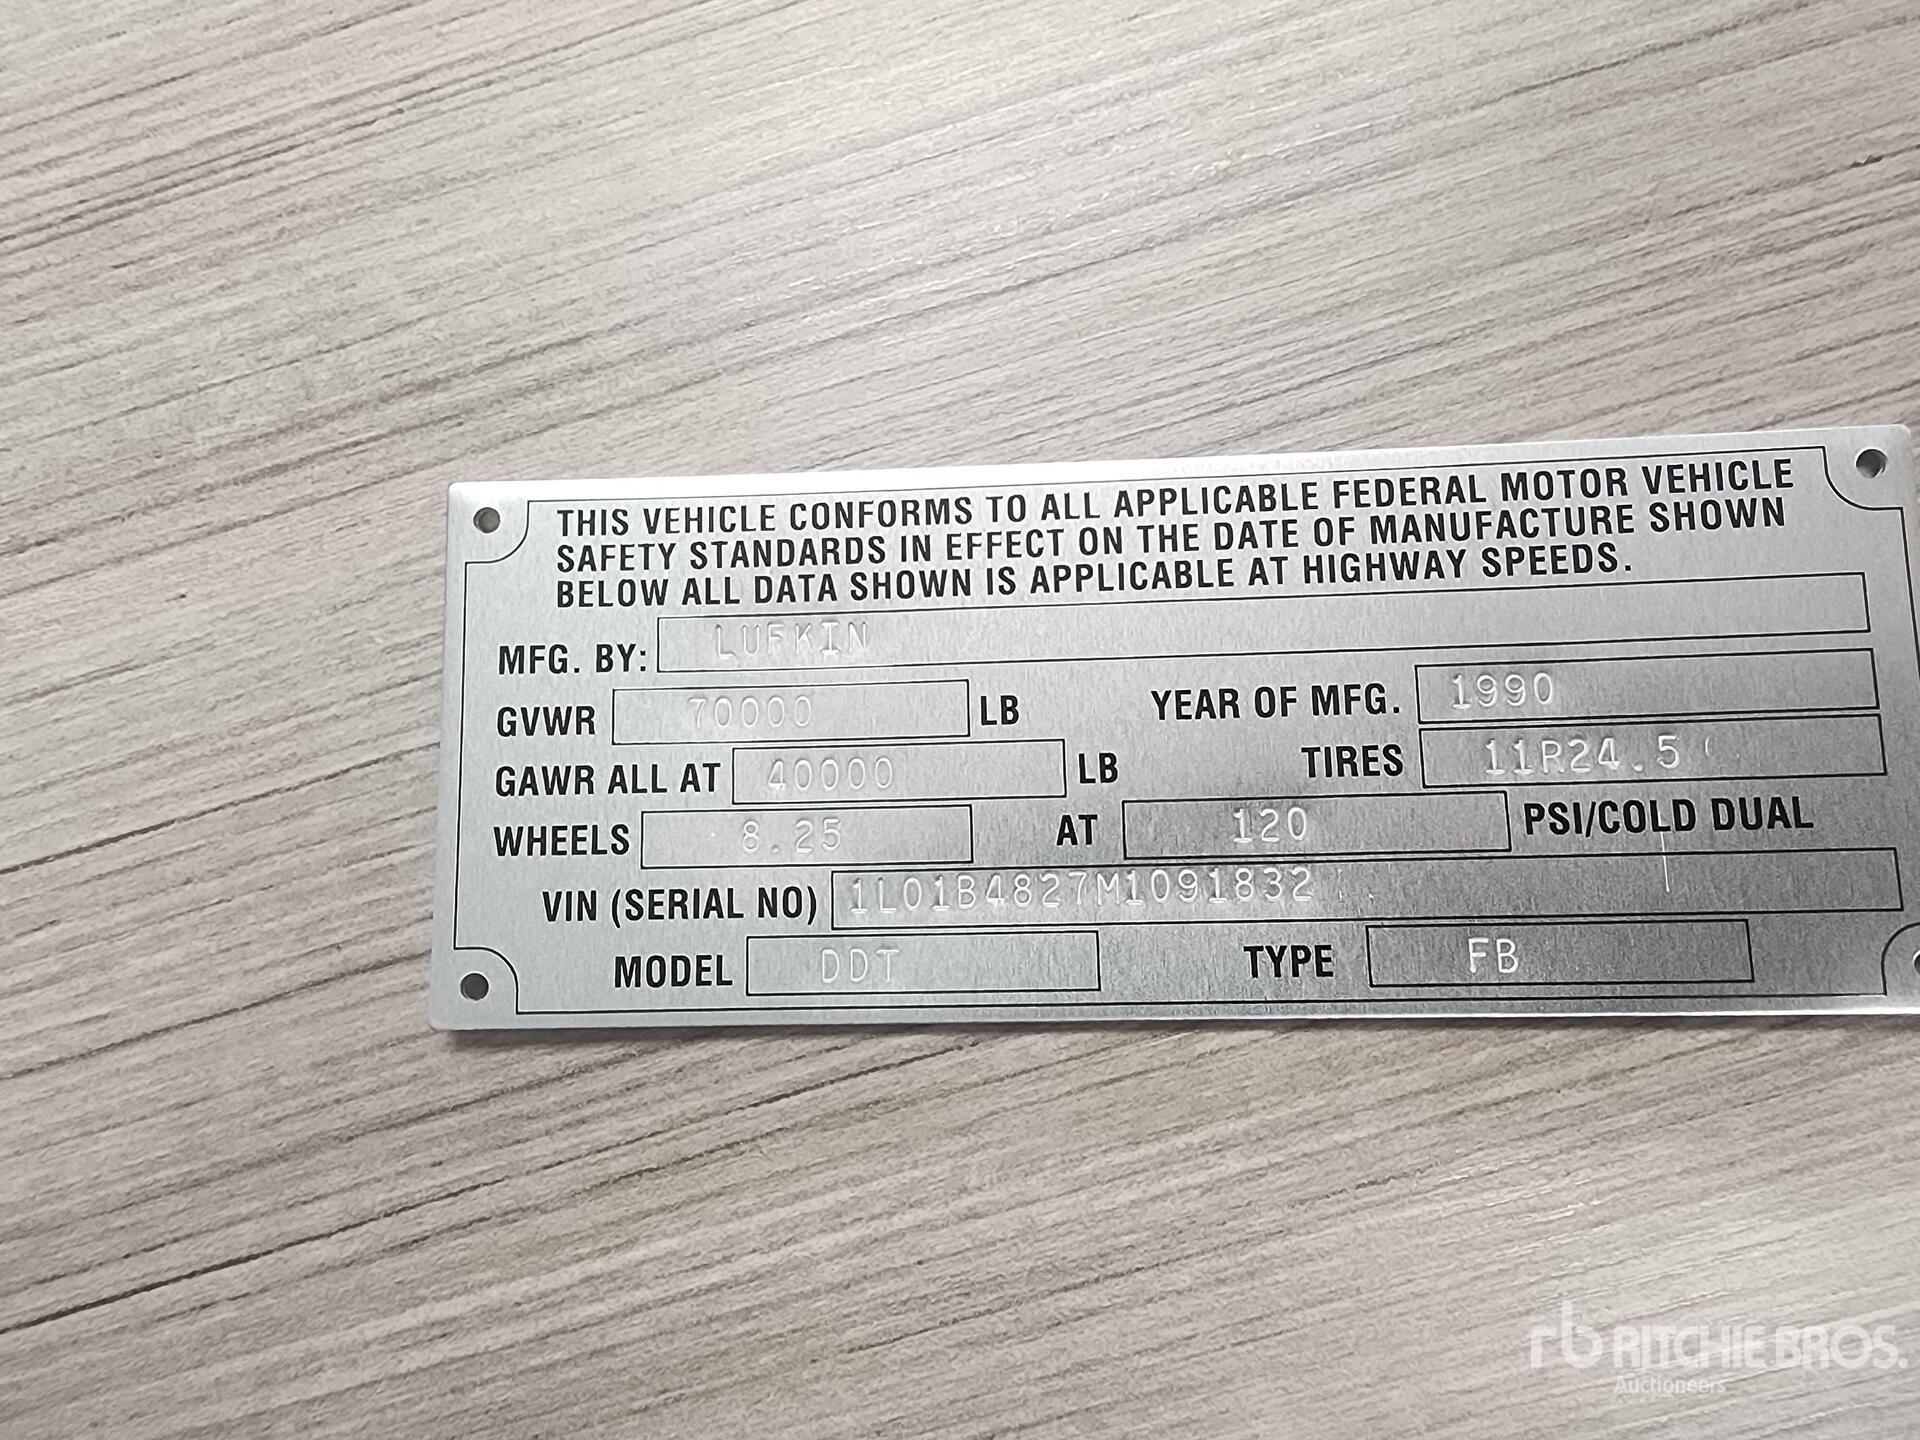 THIS VEHICLE CONFORMS TO ALL APPLICABLE FEDERAL MOTOR VEHICLE
SAFETY STANDARDS IN EFFECT ON THE DATE OF MANUFACTURE SHOWN
BELOW ALL DATA SHOWN IS APPLICABLE AT HIGHWAY SPEEDS.
MFG. BY: LUFKIN
GVWR 70000 LB YEAR OF MFG. 1990
GAWR ALL AT 40000 LB TIRES 11R24.5
WHEELS 8.25 AT 120 PSI/COLD DUAL
VIN (SERIAL NO) 1L01B4827M1091832
MODEL DDT TYPE FB
rb RITCHIE BROS.
Auctioneers